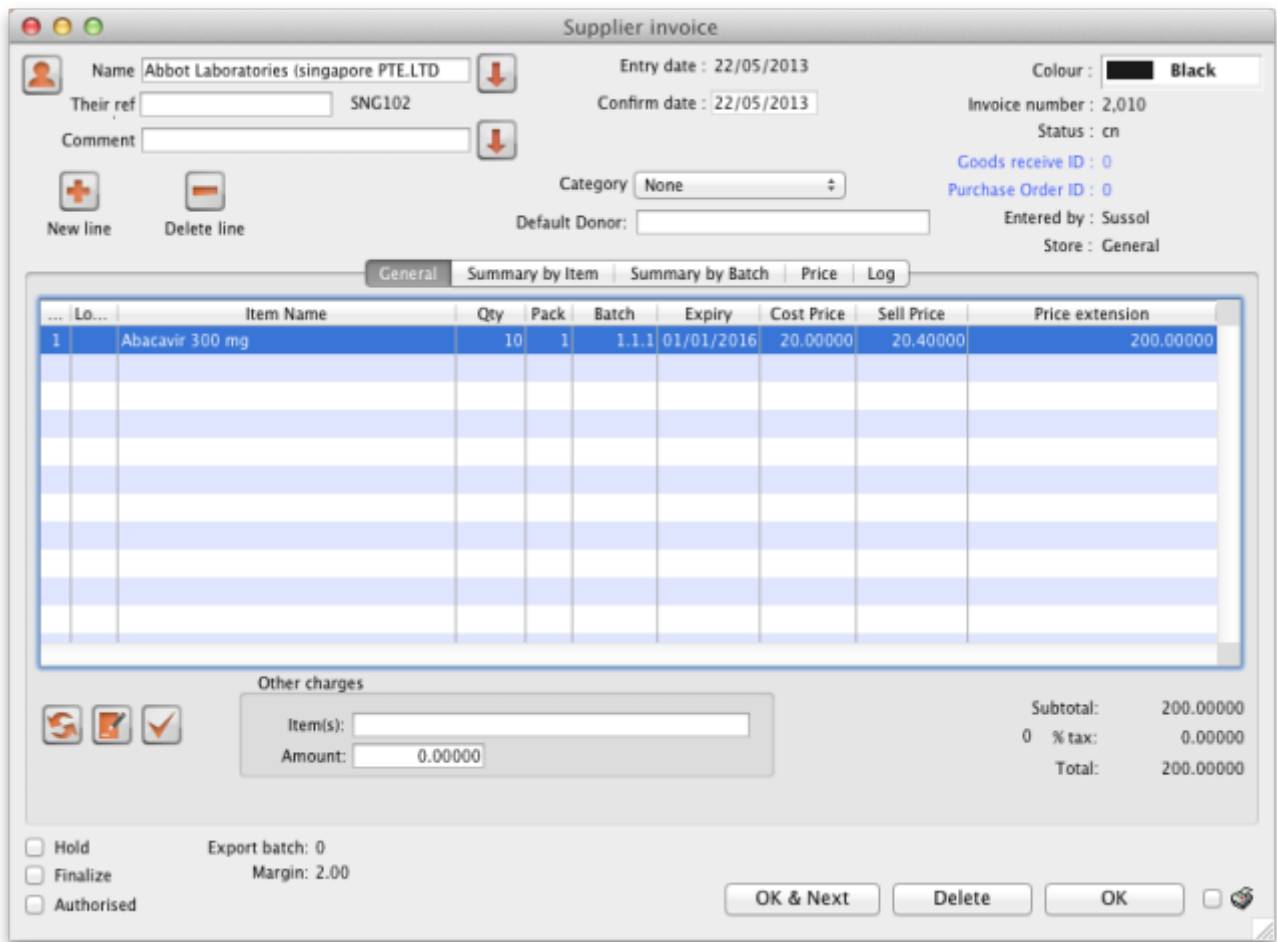 Supplier invoice
Name Abbot Laboratories (singapore PTE.LTD Entry date : 22/05/2013 Colour : Black
Their ref SNG102 Confirm date : 22/05/2013 Invoice number : 2,010
Comment Status : cn
Goods receive ID : 0
Category None Purchase Order ID : 0
New line Delete line Default Donor: Entered by : Sussol
Store : General
General Summary by Item Summary by Batch Price Log
... Lo... Item Name Qty Pack Batch Expiry Cost Price Sell Price Price extension
1 Abacavir 300 mg 10 1 1.1.1 01/01/2016 20.00000 20.40000 200.00000
Other charges
Item(s): Subtotal: 200.00000
Amount: 0.00000 0 % tax: 0.00000
Total: 200.00000
Hold Export batch: 0
Finalize Margin: 2.00
Authorised OK & Next Delete OK